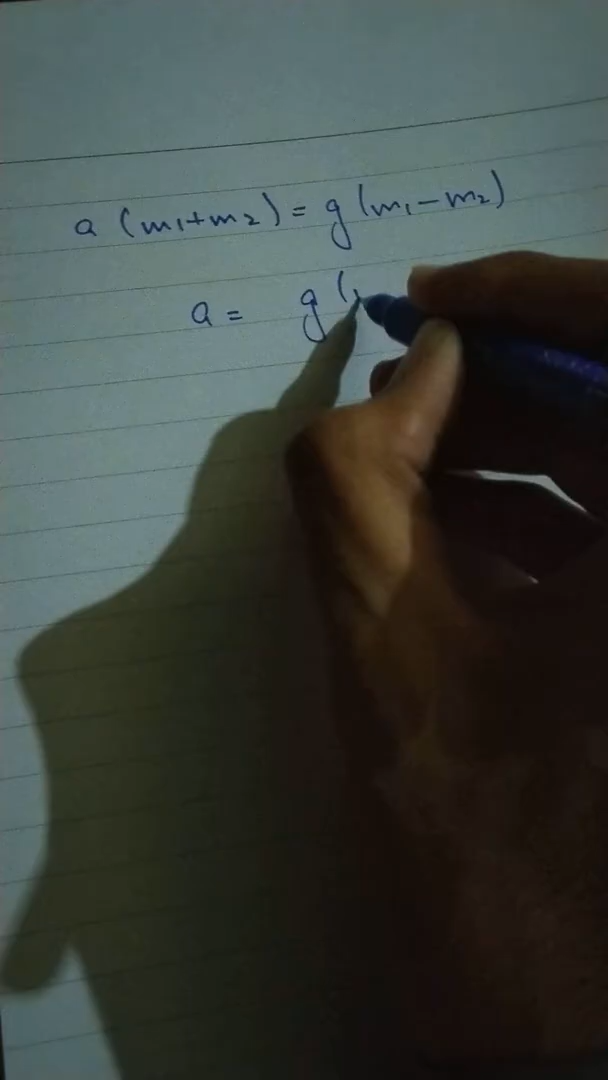 a (m₁+m₂) = g (m₁ - m₂)
a = g (